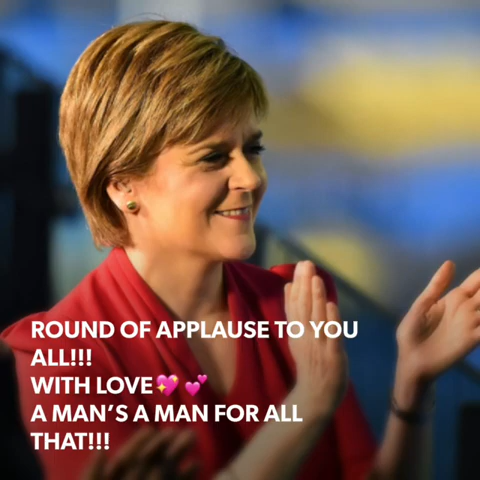 ROUND OF APPLAUSE TO YOU
ALL!!!
WITH LOVE💖💕
A MAN'S A MAN FOR ALL
THAT!!!